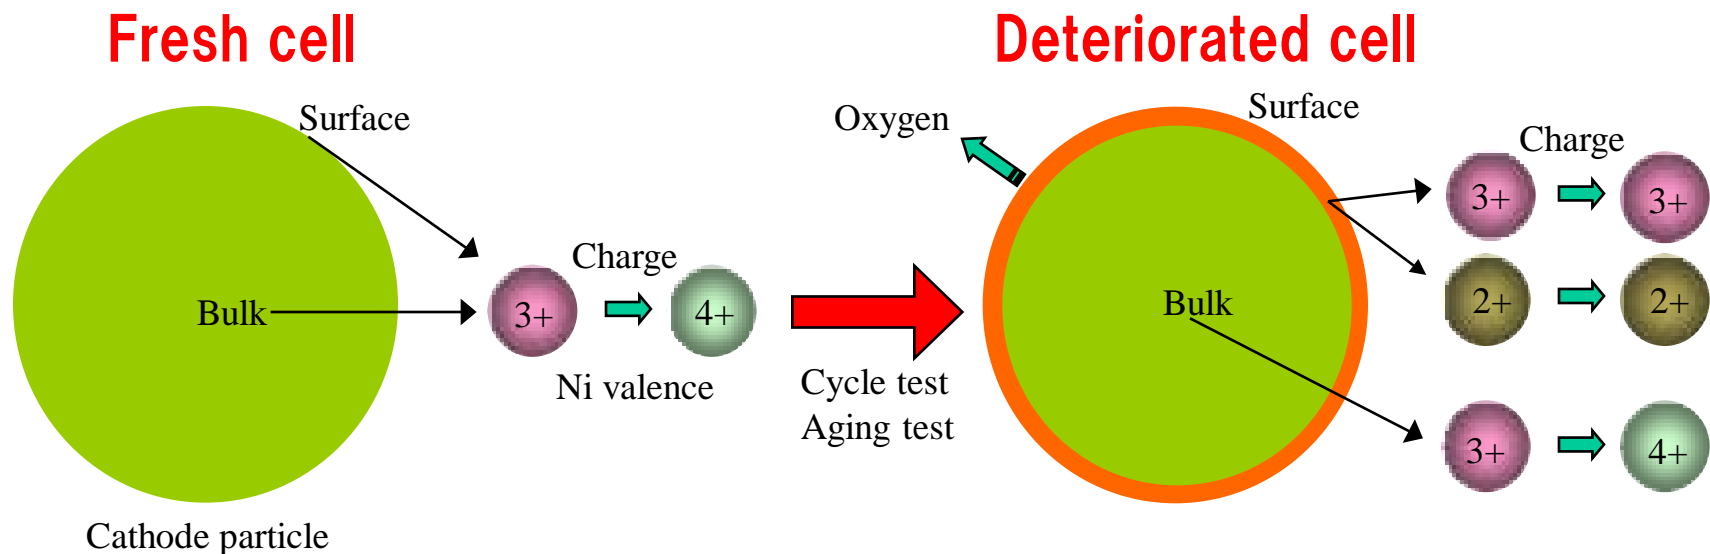 Fresh cell
Surface
Bulk
Charge
3+
4+
Ni valence
Cathode particle
Cycle test
Aging test
Deteriorated cell
Oxygen
Surface
Bulk
Charge
3+
3+
2+
2+
3+
4+